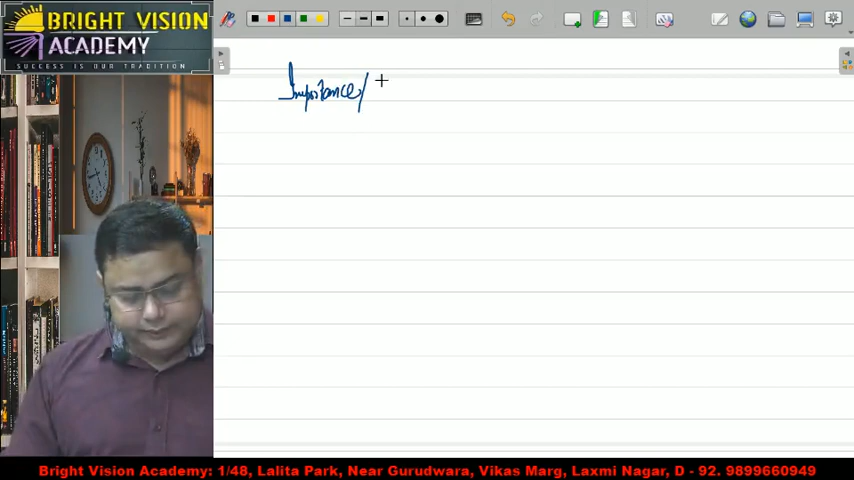 BRIGHT VISION
ACADEMY
SUCCESS IS OUR TRADITION
Importance/
Bright Vision Academy: 1/48, Lalita Park, Near Gurudwara, Vikas Marg, Laxmi Nagar, D - 92. 9899660949